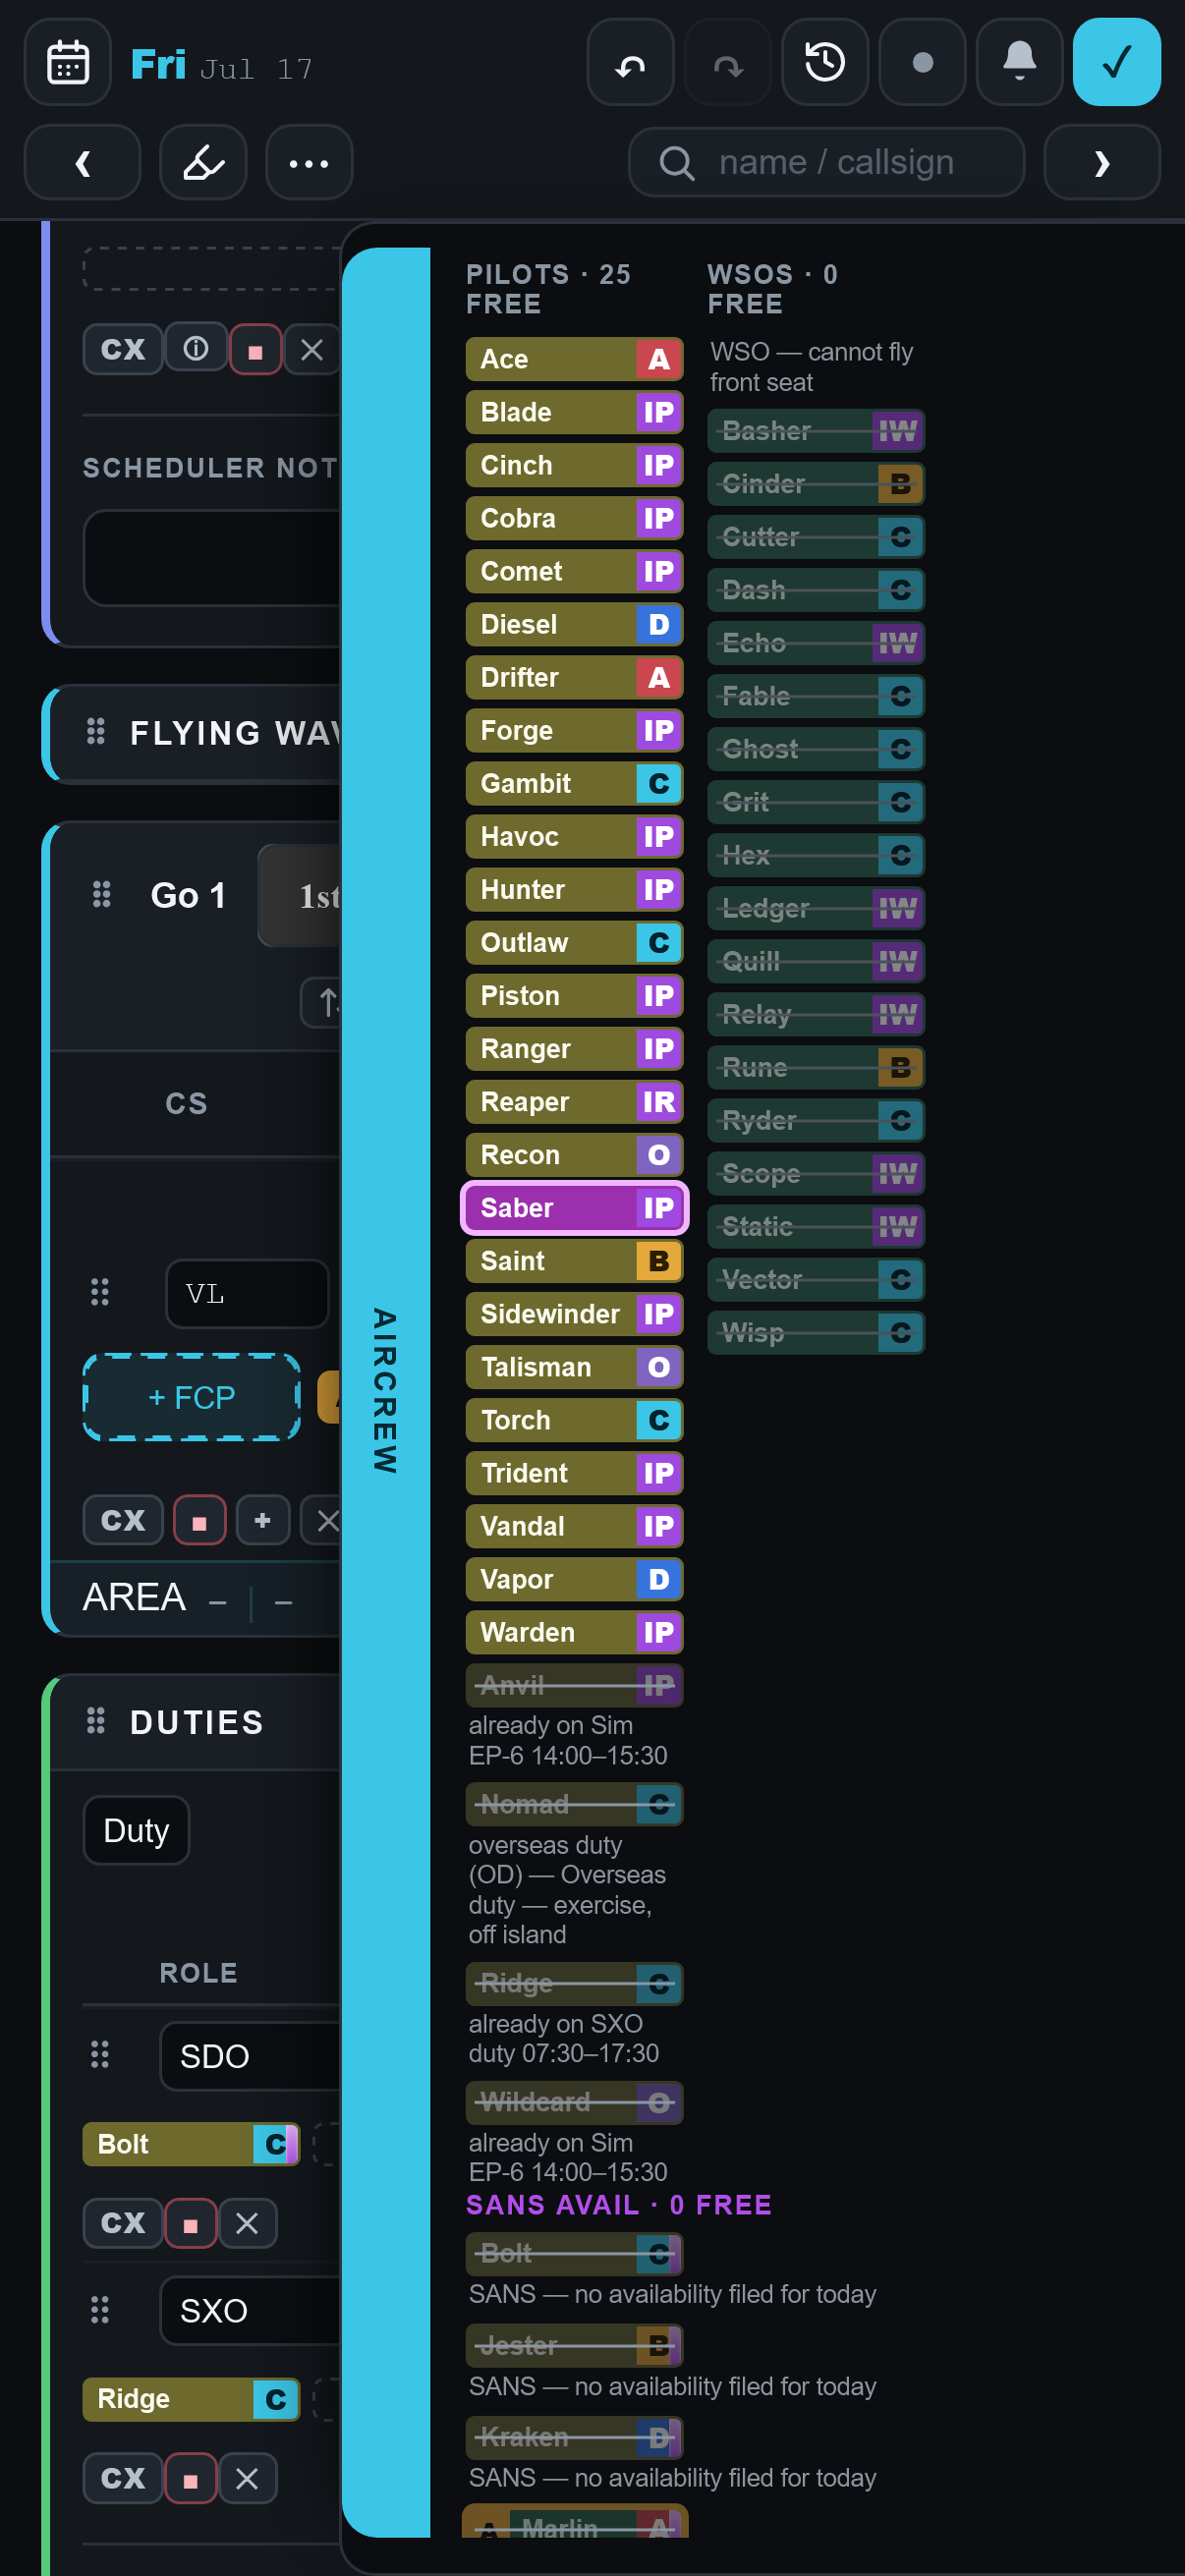 Fri Jul 17
name / callsign
CX
SCHEDULER NOT
FLYING WAV
Go 1 1st
CS
VL
+ FCP
CX +
AREA – | –
DUTIES
Duty
ROLE
SDO
Bolt C
CX
SXO
Ridge C
CX
AIRCREW
PILOTS · 25
FREE
Ace A
Blade IP
Cinch IP
Cobra IP
Comet IP
Diesel D
Drifter A
Forge IP
Gambit C
Havoc IP
Hunter IP
Outlaw C
Piston IP
Ranger IP
Reaper IR
Recon O
Saber IP
Saint B
Sidewinder IP
Talisman O
Torch C
Trident IP
Vandal IP
Vapor D
Warden IP
Anvil IP
already on Sim
EP-6 14:00–15:30
Nomad C
overseas duty
(OD) — Overseas
duty — exercise,
off island
Ridge C
already on SXO
duty 07:30–17:30
Wildcard O
already on Sim
EP-6 14:00–15:30
WSOS · 0
FREE
WSO — cannot fly
front seat
Basher IW
Cinder B
Cutter C
Dash C
Echo IW
Fable C
Ghost C
Grit C
Hex C
Ledger IW
Quill IW
Relay IW
Rune B
Ryder C
Scope IW
Static IW
Vector C
Wisp C
SANS AVAIL · 0 FREE
Bolt C
SANS — no availability filed for today
Jester B
SANS — no availability filed for today
Kraken D
SANS — no availability filed for today
A Marlin A